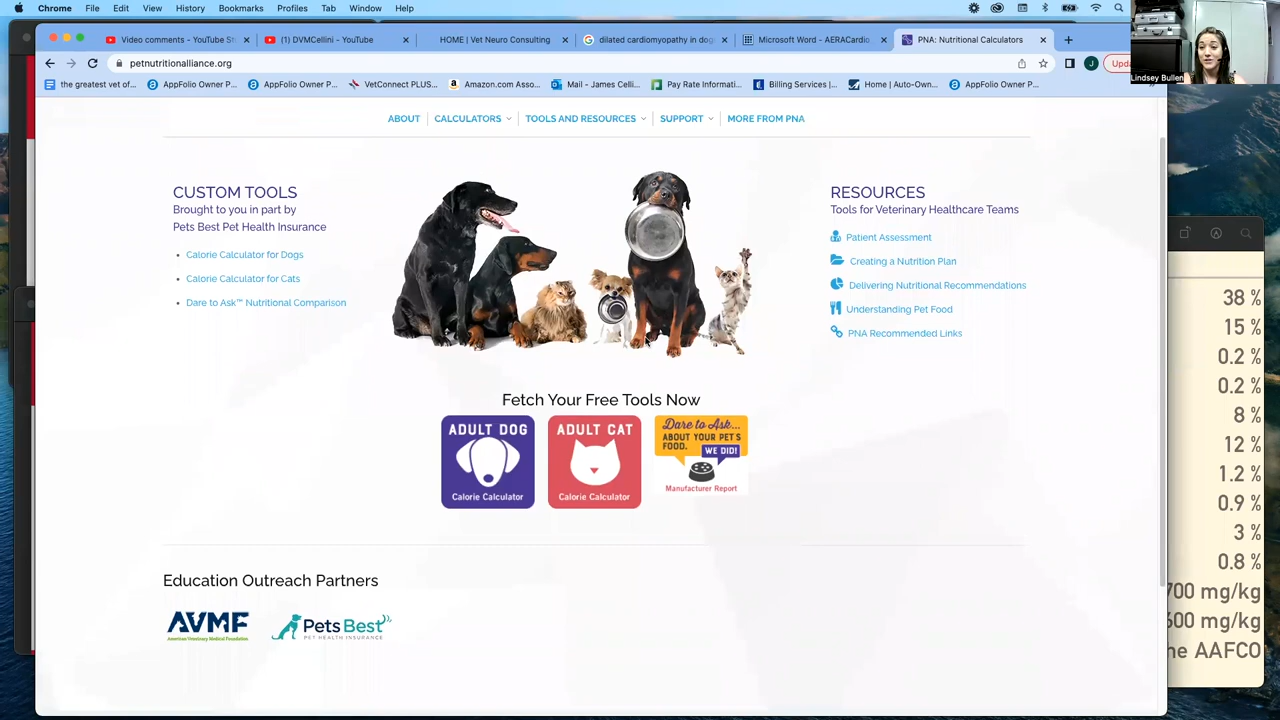 Chrome File Edit View History Bookmarks Profiles Tab Window Help
Video comments - YouTube St
(1) DVMCellini - YouTube
Pet Neuro Consulting
dilated cardiomyopathy in dog
Microsoft Word - AERACardio
PNA: Nutritional Calculators
petnutritionalliance.org
Upda
the greatest vet of...
AppFolio Owner P...
VetConnect PLUS...
Amazon.com Asso...
Mail - James Celli...
Pay Rate Informati...
Billing Services |...
Home | Auto-Own...
AppFolio Owner P...
Lindsey Bullen
ABOUT CALCULATORS TOOLS AND RESOURCES SUPPORT MORE FROM PNA
CUSTOM TOOLS
Brought to you in part by
Pets Best Pet Health Insurance
Calorie Calculator for Dogs
Calorie Calculator for Cats
Dare to Ask™ Nutritional Comparison
RESOURCES
Tools for Veterinary Healthcare Teams
Patient Assessment
Creating a Nutrition Plan
Delivering Nutritional Recommendations
Understanding Pet Food
PNA Recommended Links
Fetch Your Free Tools Now
ADULT DOG
Calorie Calculator
ADULT CAT
Calorie Calculator
Dare to Ask...
ABOUT YOUR PET'S
FOOD.
WE DID!
Manufacturer Report
Education Outreach Partners
AVMF
American Veterinary Medical Foundation
Pets Best
PET HEALTH INSURANCE
38 %
15 %
0.2 %
0.2 %
8 %
12 %
1.2 %
0.9 %
3 %
0.8 %
700 mg/kg
600 mg/kg
he AAFCO